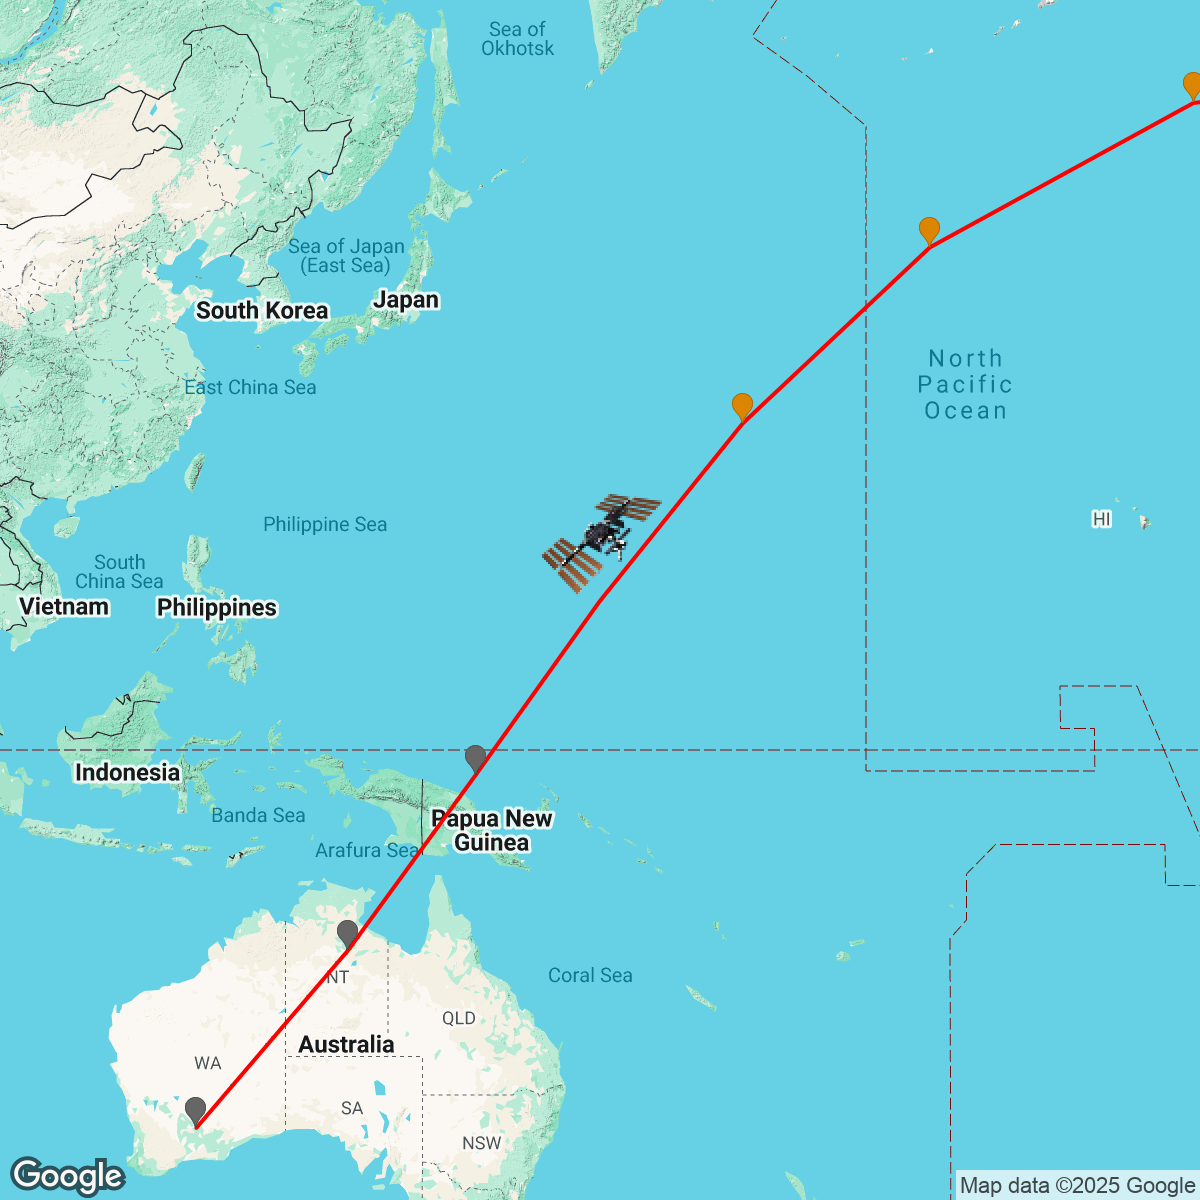 Sea of
Okhotsk
Sea of Japan
(East Sea)
Japan
South Korea
North
Pacific
Ocean
East China Sea
Philippine Sea
HI
South
China Sea
Vietnam
Philippines
Indonesia
Banda Sea
Papua New
Guinea
Arafura Sea
Coral Sea
NT
QLD
Australia
WA
SA
NSW
Google
Map data ©2025 Google